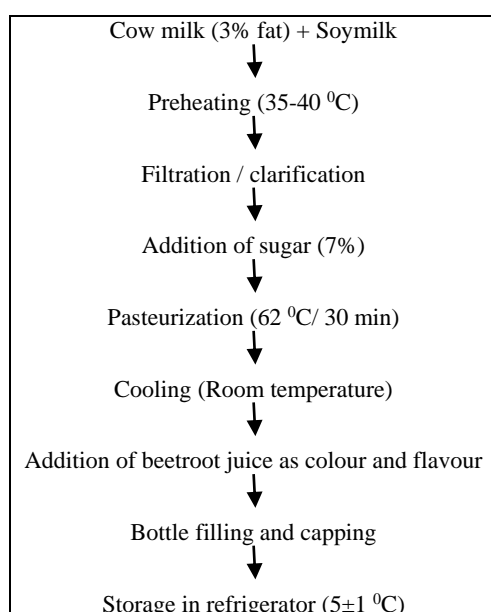 Cow milk (3% fat) + Soymilk
Preheating (35-40 ⁰C)
Filtration / clarification
Addition of sugar (7%)
Pasteurization (62 ⁰C/ 30 min)
Cooling (Room temperature)
Addition of beetroot juice as colour and flavour
Bottle filling and capping
Storage in refrigerator (5±1 ⁰C)